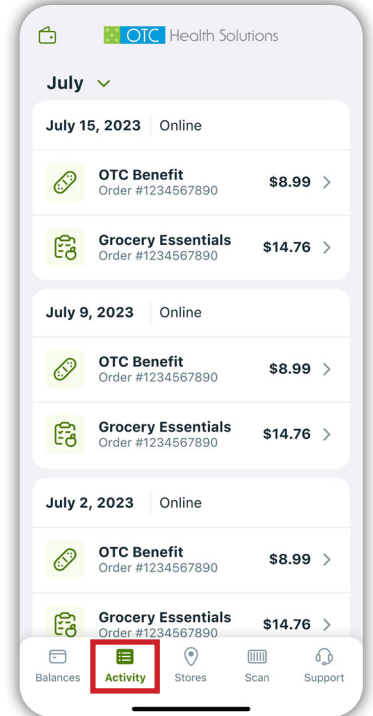 OTC Health Solutions
July
July 15, 2023 Online
OTC Benefit
Order #1234567890
$8.99
Grocery Essentials
Order #1234567890
$14.76
July 9, 2023 Online
OTC Benefit
Order #1234567890
$8.99
Grocery Essentials
Order #1234567890
$14.76
July 2, 2023 Online
OTC Benefit
Order #1234567890
$8.99
Grocery Essentials
Order #1234567890
$14.76
Balances Activity Stores Scan Support